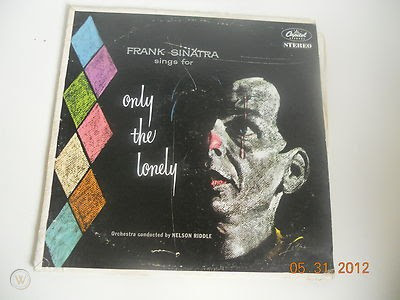 Capitol
STEREO
FRANK SINATRA
sings for
only
the
lonely
Orchestra conducted by NELSON RIDDLE
05.31.2012